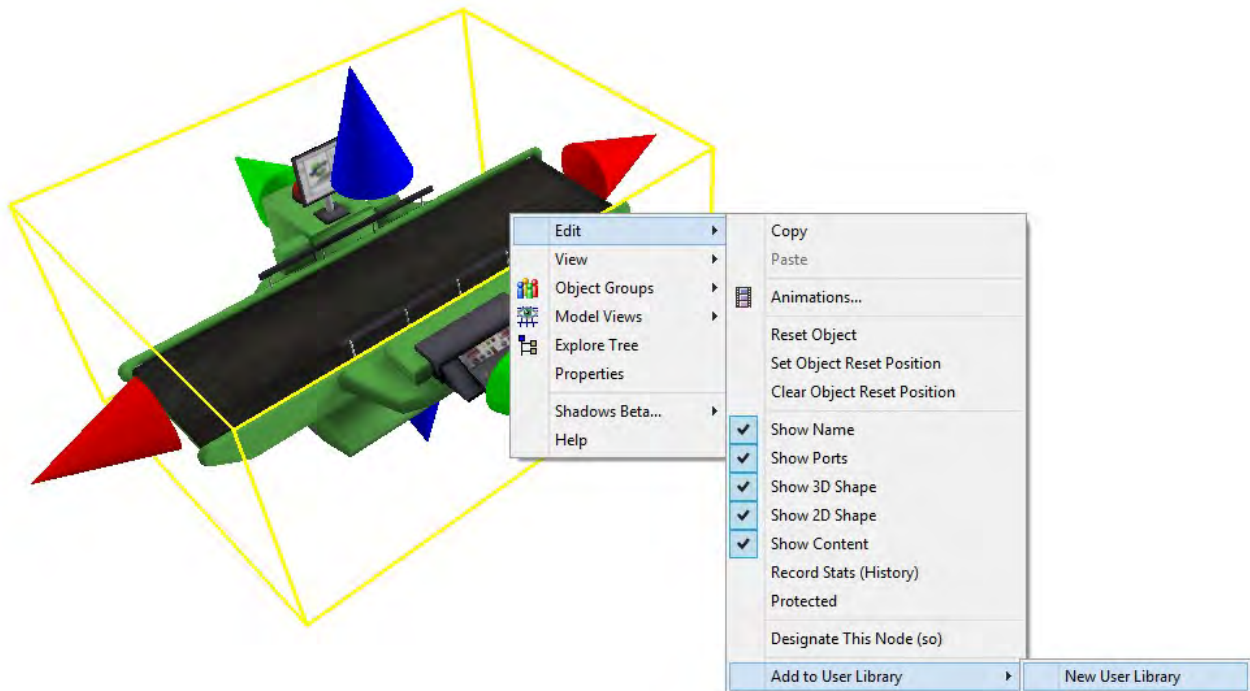 Edit
View
Object Groups
Model Views
Explore Tree
Properties
Shadows Beta...
Help
Copy
Paste
Animations...
Reset Object
Set Object Reset Position
Clear Object Reset Position
Show Name
Show Ports
Show 3D Shape
Show 2D Shape
Show Content
Record Stats (History)
Protected
Designate This Node (so)
Add to User Library
New User Library